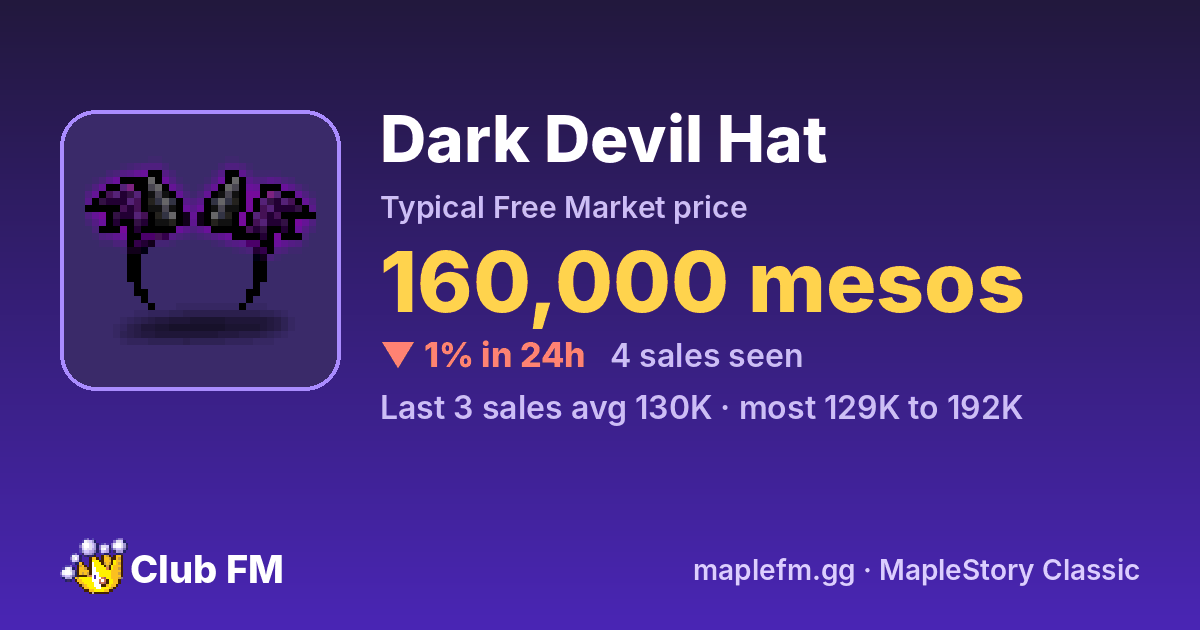 Dark Devil Hat
Typical Free Market price
160,000 mesos
▼ 1% in 24h 4 sales seen
Last 3 sales avg 130K · most 129K to 192K
Club FM
maplefm.gg · MapleStory Classic